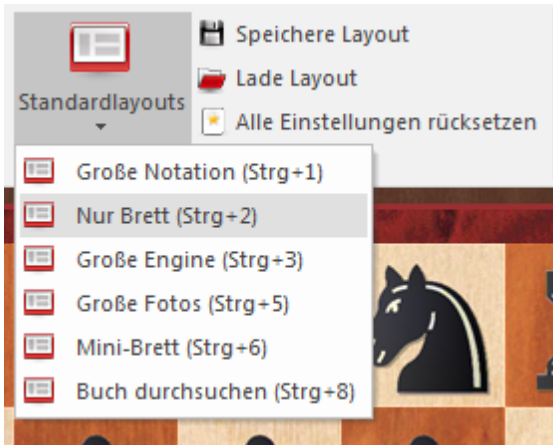 Standardlayouts
Speichere Layout
Lade Layout
Alle Einstellungen rücksetzen
Große Notation (Strg+1)
Nur Brett (Strg+2)
Große Engine (Strg+3)
Große Fotos (Strg+5)
Mini-Brett (Strg+6)
Buch durchsuchen (Strg+8)